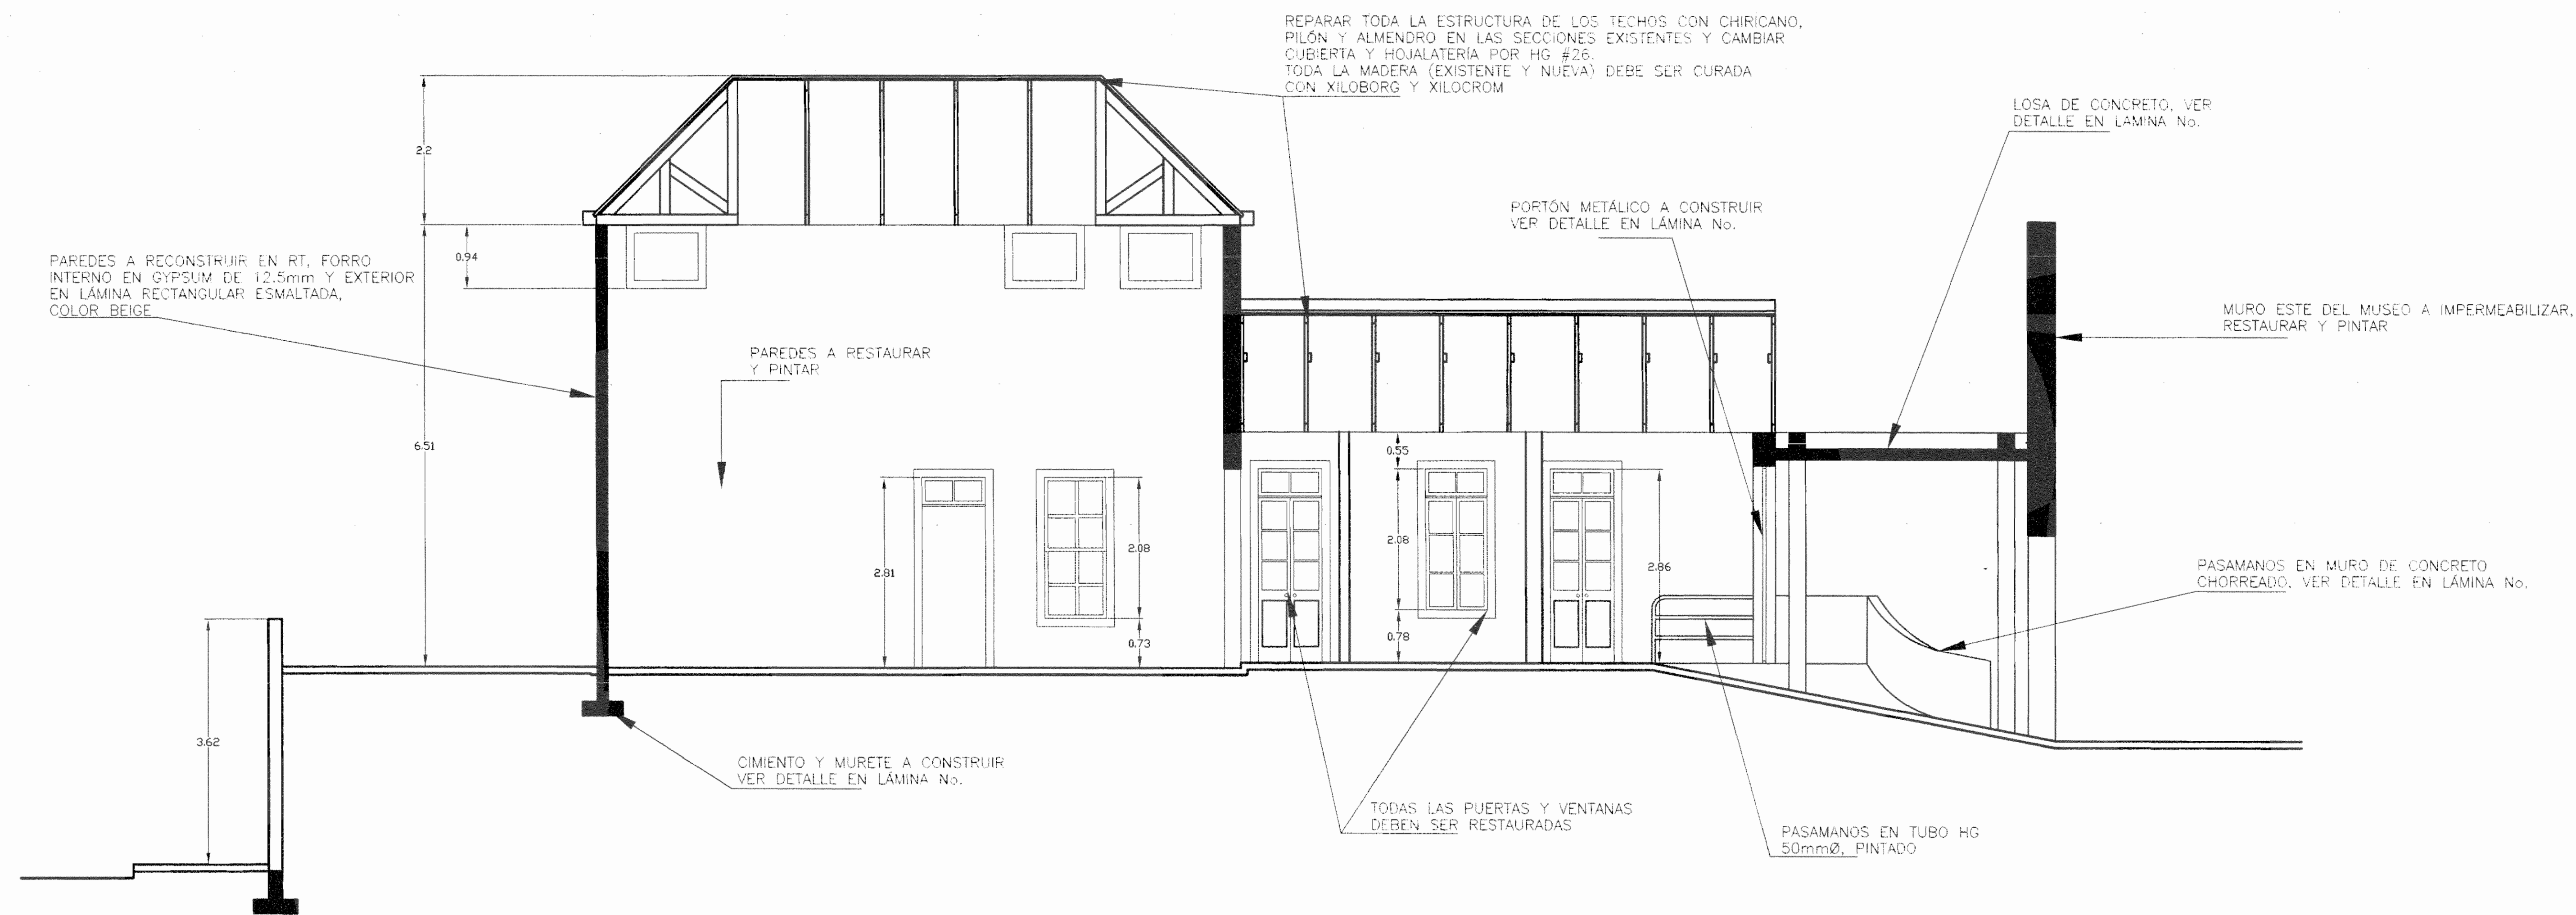 REPARAR TODA LA ESTRUCTURA DE LOS TECHOS CON CHIRICANO,
PILÓN Y ALMENDRO EN LAS SECCIONES EXISTENTES Y CAMBIAR
CUBIERTA Y HOJALATERÍA POR HG #26.
TODA LA MADERA (EXISTENTE Y NUEVA) DEBE SER CURADA
CON XILOBORG Y XILOCROM
LOSA DE CONCRETO, VER
DETALLE EN LAMINA No.
2.2
PORTÓN METÁLICO A CONSTRUIR
VER DETALLE EN LÁMINA No.
0.94
PAREDES A RECONSTRUIR EN RT, FORRO
INTERNO EN GYPSUM DE 12.5mm Y EXTERIOR
EN LÁMINA RECTANGULAR ESMALTADA,
COLOR BEIGE
MURO ESTE DEL MUSEO A IMPERMEABILIZAR,
RESTAURAR Y PINTAR
PAREDES A RESTAURAR
Y PINTAR
6.51
0.55
2.81
2.08
2.08
2.86
0.73
0.78
PASAMANOS EN MURO DE CONCRETO
CHORREADO, VER DETALLE EN LÁMINA No.
3.62
CIMIENTO Y MURETE A CONSTRUIR
VER DETALLE EN LÁMINA No.
TODAS LAS PUERTAS Y VENTANAS
DEBEN SER RESTAURADAS
PASAMANOS EN TUBO HG
50mmØ, PINTADO